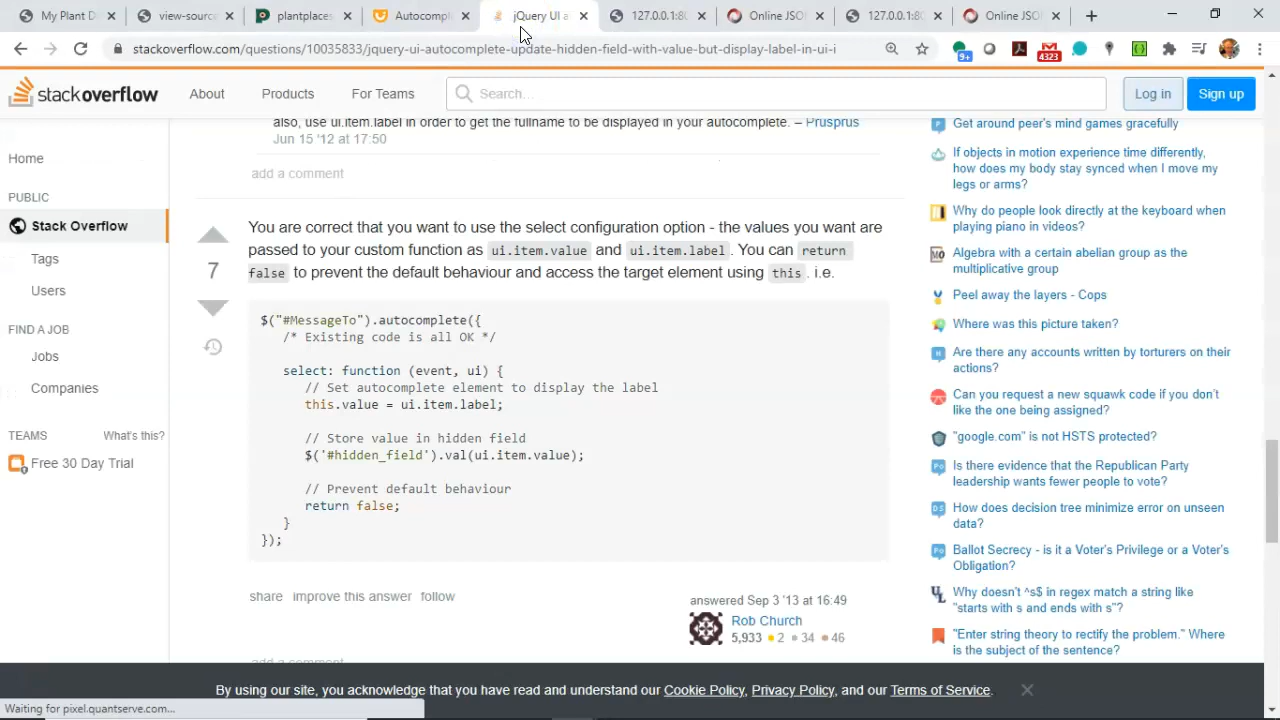 My Plant D
view-source
plantplaces
Autocomple
jQuery UI a
127.0.0.1:80
Online JSON
127.0.0.1:80
Online JSON
stackoverflow.com/questions/10035833/jquery-ui-autocomplete-update-hidden-field-with-value-but-display-label-in-ui-i
9+
4323
stackoverflow
About
Products
For Teams
Search...
Log in
Sign up
Home
PUBLIC
Stack Overflow
Tags
Users
FIND A JOB
Jobs
Companies
TEAMS
What's this?
Free 30 Day Trial
also, use ui.item.label in order to get the fullname to be displayed in your autocomplete. – Prusprus
Jun 15 '12 at 17:50
add a comment
7
You are correct that you want to use the select configuration option - the values you want are
passed to your custom function as ui.item.value and ui.item.label. You can return
false to prevent the default behaviour and access the target element using this. i.e.
$("#MessageTo").autocomplete({
/* Existing code is all OK */
select: function (event, ui) {
// Set autocomplete element to display the label
this.value = ui.item.label;
// Store value in hidden field
$('#hidden_field').val(ui.item.value);
// Prevent default behaviour
return false;
}
});
share improve this answer follow
answered Sep 3 '13 at 16:49
Rob Church
5,933 2 34 46
add a comment
Get around peer's mind games gracefully
If objects in motion experience time differently,
how does my body stay synced when I move my
legs or arms?
Why do people look directly at the keyboard when
playing piano in videos?
Algebra with a certain abelian group as the
multiplicative group
Peel away the layers - Cops
Where was this picture taken?
Are there any accounts written by torturers on their
actions?
Can you request a new squawk code if you don't
like the one being assigned?
"google.com" is not HSTS protected?
Is there evidence that the Republican Party
leadership wants fewer people to vote?
How does decision tree minimize error on unseen
data?
Ballot Secrecy - is it a Voter's Privilege or a Voter's
Obligation?
Why doesn't ^s$ in regex match a string like
"starts with s and ends with s"?
"Enter string theory to rectify the problem." Where
is the subject of the sentence?
By using our site, you acknowledge that you have read and understand our Cookie Policy, Privacy Policy, and our Terms of Service.
Waiting for pixel.quantserve.com...